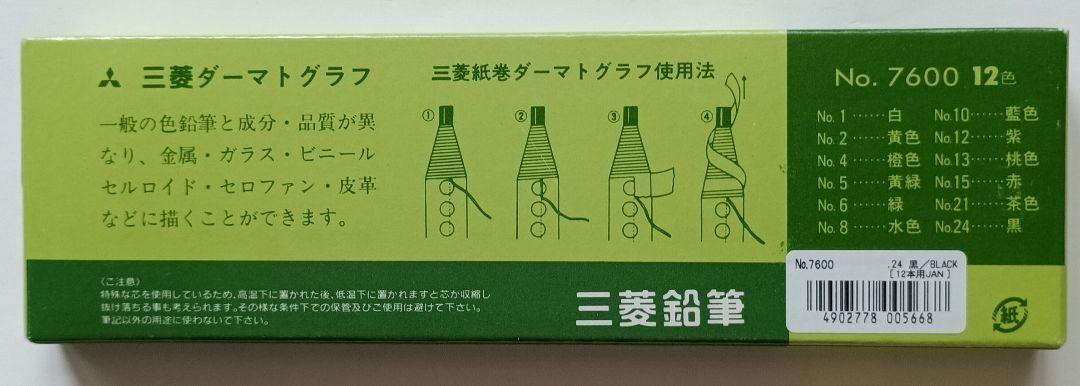 三菱ダーマトグラフ
一般の色鉛筆と成分・品質が異
なり、金属・ガラス・ビニール
セルロイド・セロファン・皮革
などに描くことができます。
三菱紙巻ダーマトグラフ使用法
① ② ③ ④
No. 7600 12色
No. 1 ……白
No. 2 ……黄色
No. 4 ……橙色
No. 5 ……黄緑
No. 6 ……緑
No. 8 ……水色
No.10……藍色
No.12……紫
No.13……桃色
No.15……赤
No.21……茶色
No.24……黒
〈ご注意〉
特殊な芯を使用しているため、高温下に置かれた後、低温下に置かれますと芯が収縮し
抜け落ちる事も考えられます。その様な条件下での保管及びご使用は避けて下さい。
筆記以外の用途に使わないで下さい。
三菱鉛筆
No.7600 .24 黒/BLACK
[12本用JAN]
4902778 005668
紙